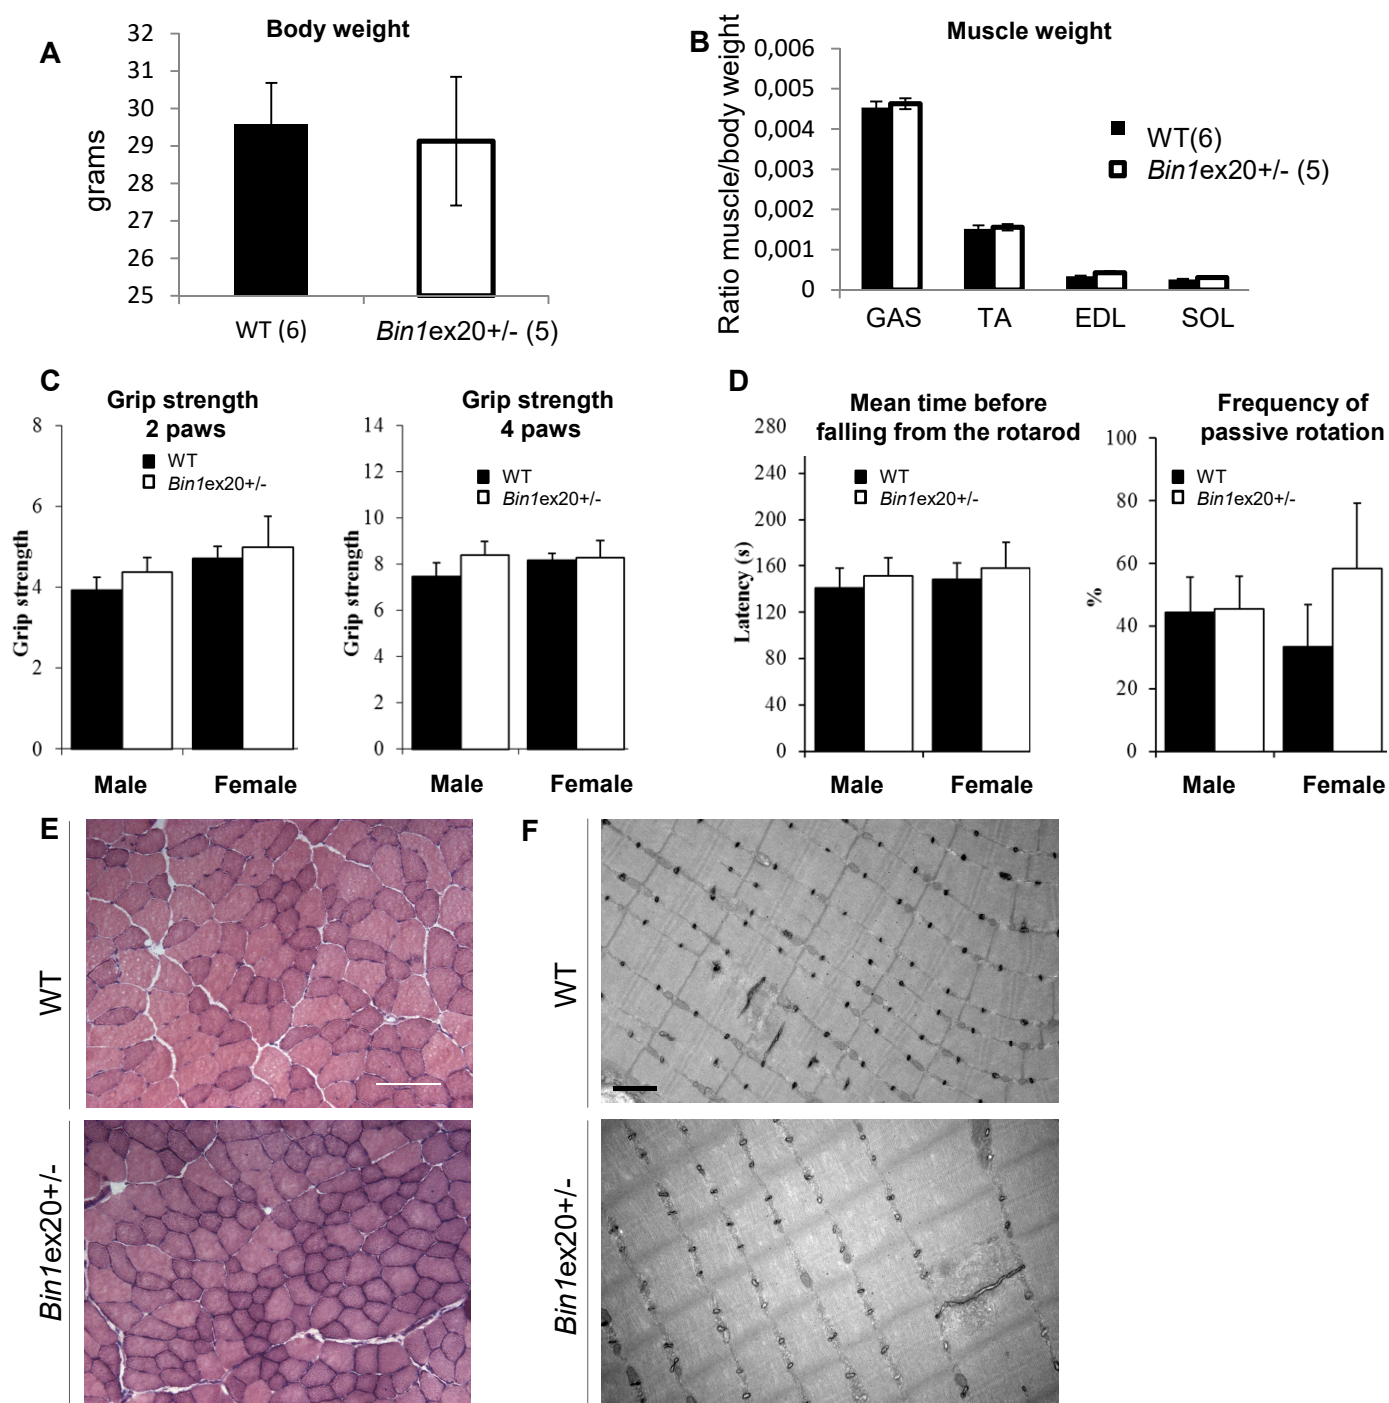 A
Body weight
grams
32
31
30
29
28
27
26
25
WT (6)
Bin1ex20+/- (5)
B
Muscle weight
Ratio muscle/body weight
0,006
0,005
0,004
0,003
0,002
0,001
0
WT(6)
Bin1ex20+/- (5)
GAS
TA
EDL
SOL
C
Grip strength
2 paws
WT
Bin1ex20+/-
Grip strength
8
6
4
2
0
Male
Female
Grip strength
4 paws
WT
Bin1ex20+/-
Grip strength
14
12
10
8
6
4
2
0
Male
Female
D
Mean time before
falling from the rotarod
WT
Bin1ex20+/-
Latency (s)
280
240
200
160
120
80
40
0
Male
Female
Frequency of
passive rotation
WT
Bin1ex20+/-
%
100
80
60
40
20
0
Male
Female
E
WT
Bin1ex20+/-
F
WT
Bin1ex20+/-